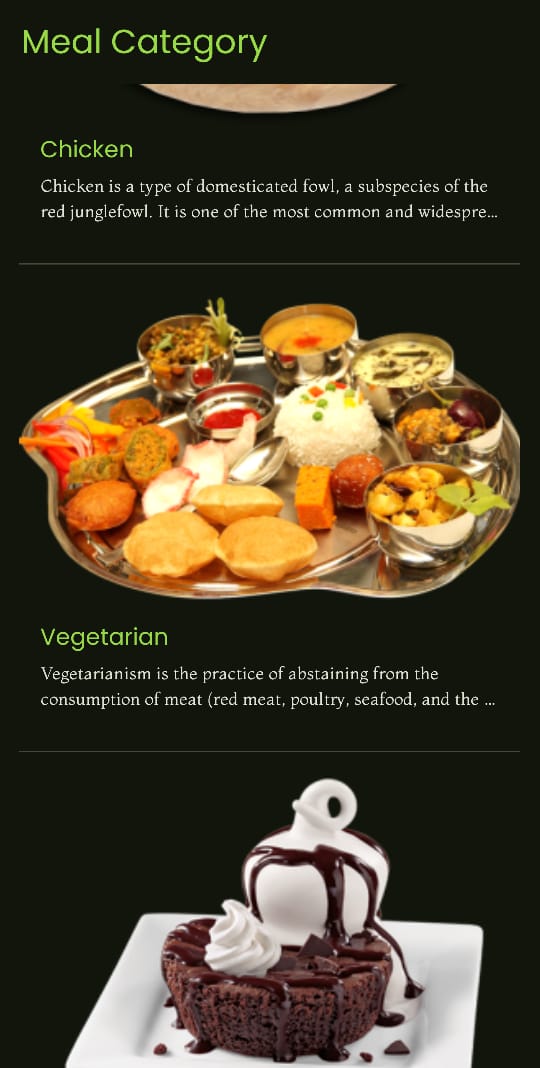 Meal Category
Chicken
Chicken is a type of domesticated fowl, a subspecies of the
red junglefowl. It is one of the most common and widespre...
Vegetarian
Vegetarianism is the practice of abstaining from the
consumption of meat (red meat, poultry, seafood, and the ...